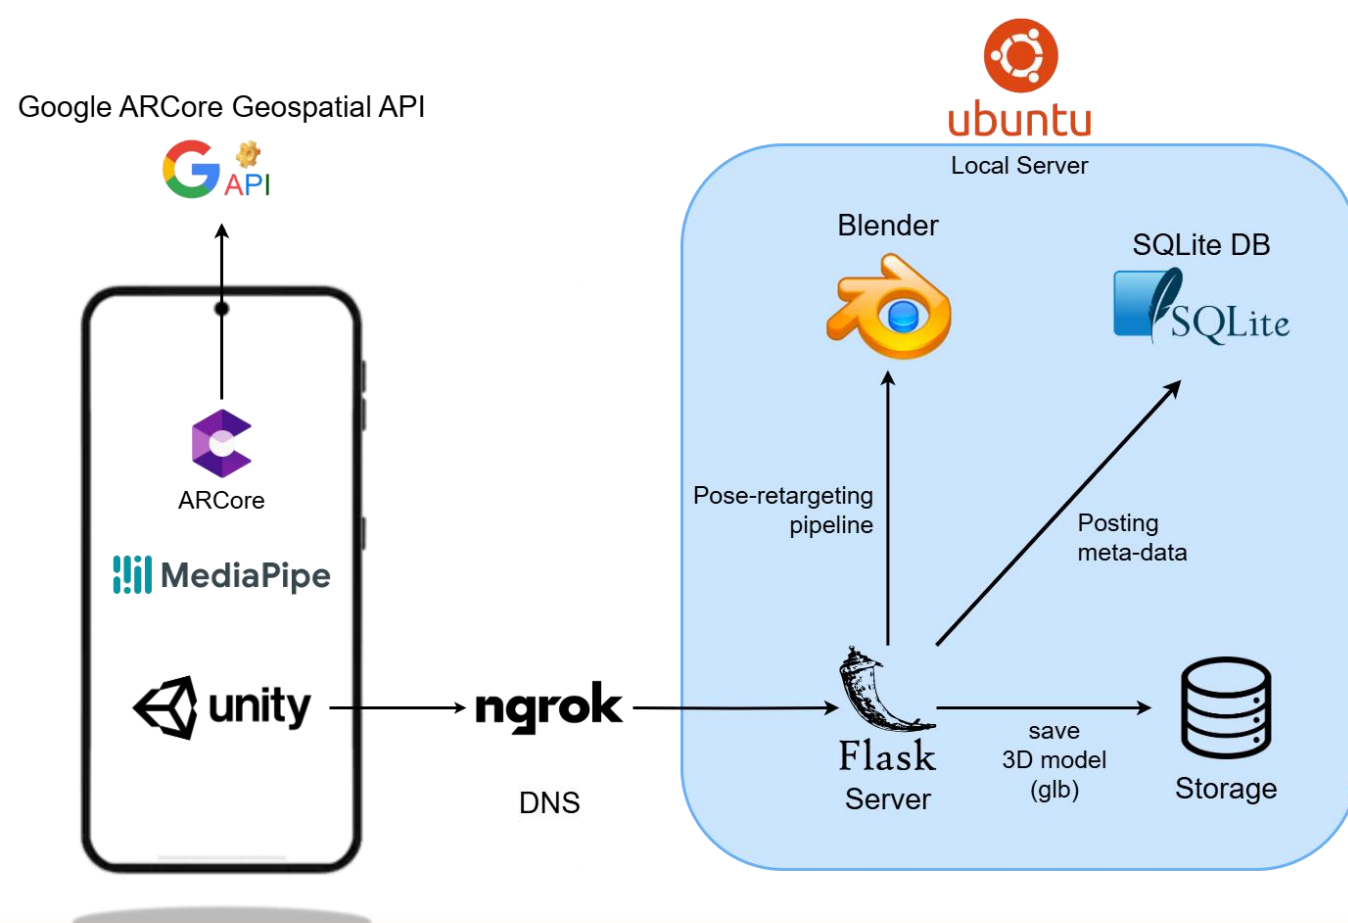 Google ARCore Geospatial API
G API
ARCore
MediaPipe
unity
ngrok
DNS
ubuntu
Local Server
Blender
SQLite DB
SQLite
Pose-retargeting
pipeline
Posting
meta-data
Flask
Server
save
3D model
(glb)
Storage